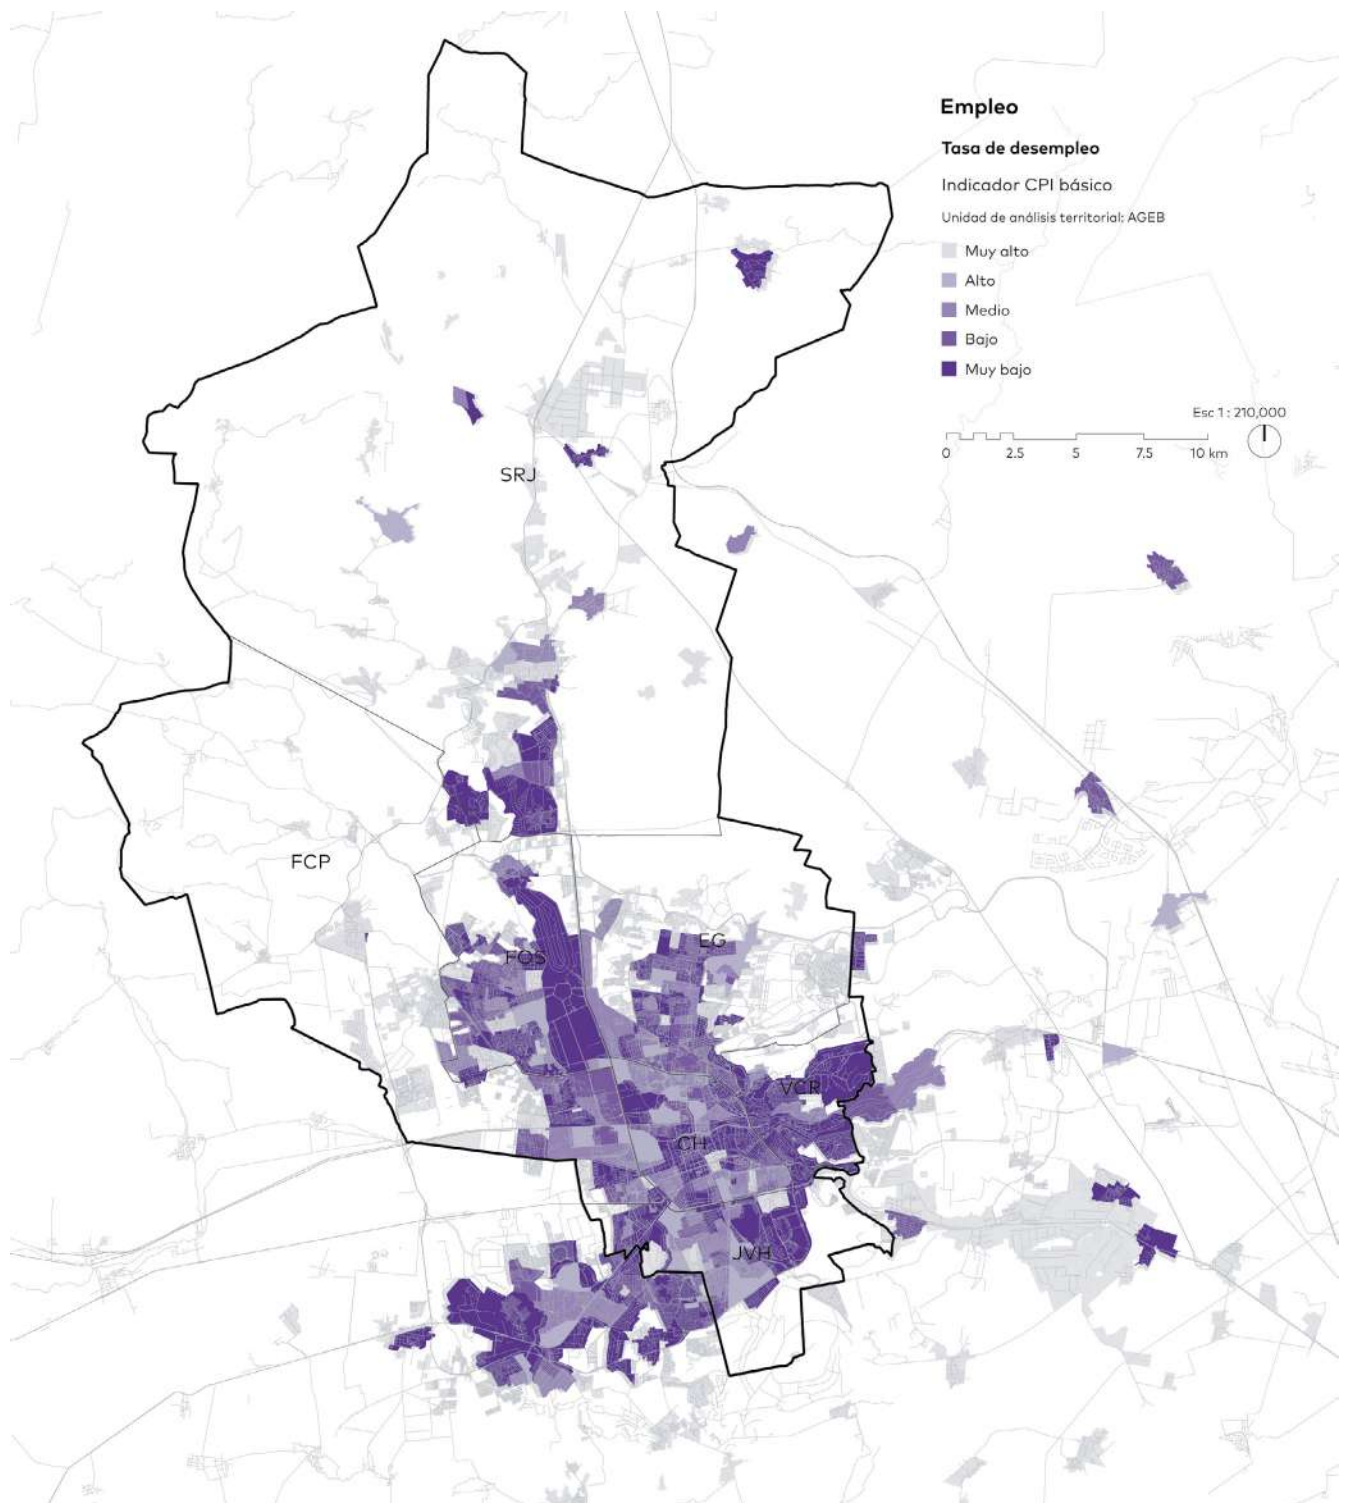 Empleo
Tasa de desempleo
Indicador CPI básico
Unidad de análisis territorial: AGEB
Muy alto
Alto
Medio
Bajo
Muy bajo
Esc 1 : 210,000
0 2.5 5 7.5 10 km
SRJ
FCP
EG
FOS
VCR
CH
JVH